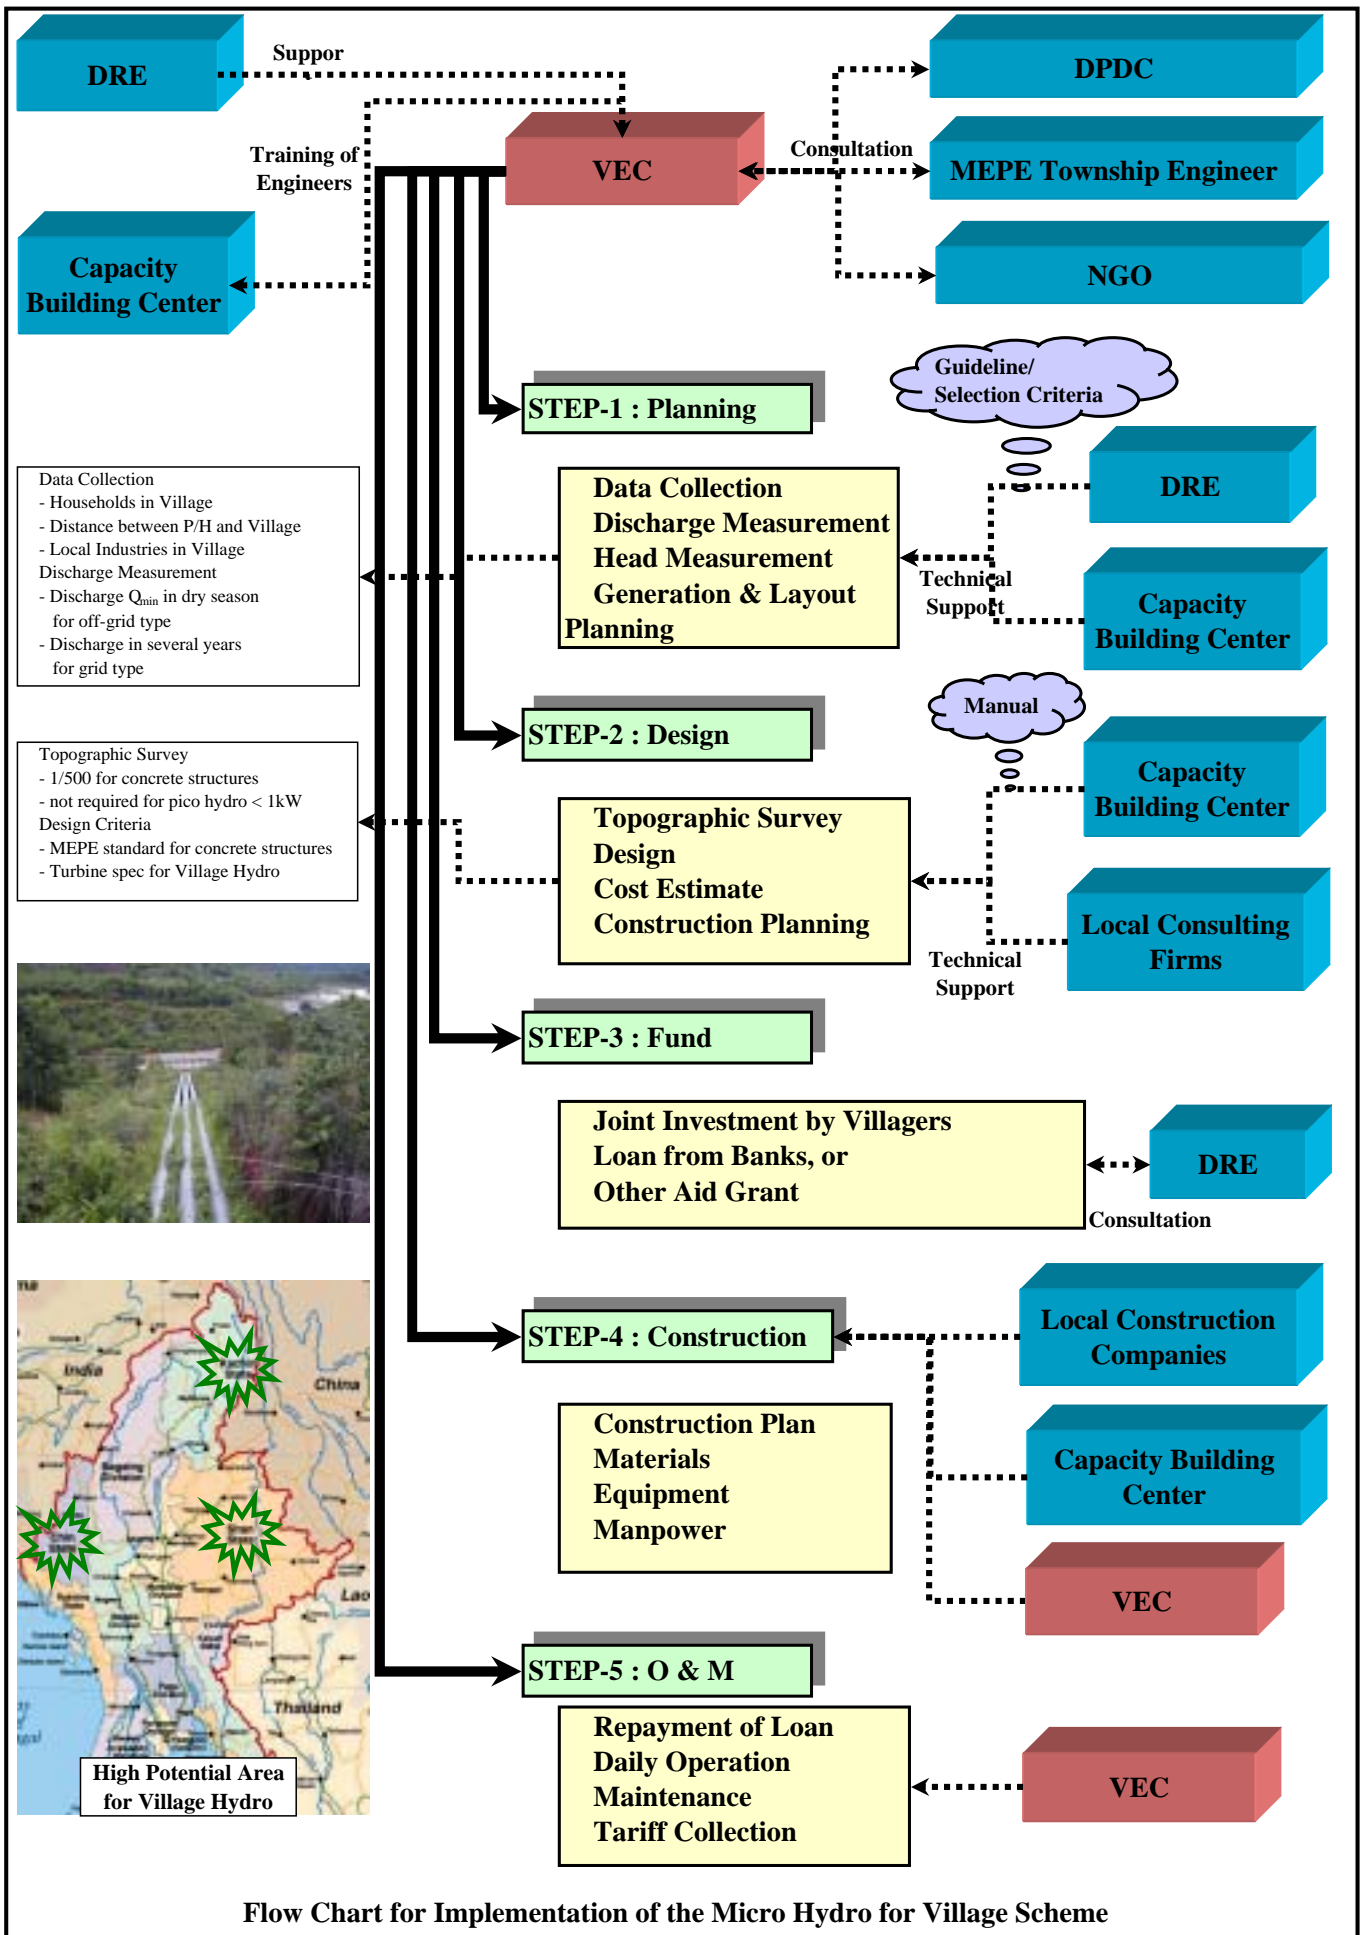 DRE
Suppor
DPDC
Training of
Engineers
VEC
Consultation
MEPE Township Engineer
Capacity
Building Center
NGO
Guideline/
Selection Criteria
STEP-1 : Planning
Data Collection
- Households in Village
- Distance between P/H and Village
- Local Industries in Village
Discharge Measurement
- Discharge Qmin in dry season
for off-grid type
- Discharge in several years
for grid type
Data Collection
Discharge Measurement
Head Measurement
Generation & Layout
Planning
Technical
Support
DRE
Capacity
Building Center
Manual
STEP-2 : Design
Topographic Survey
- 1/500 for concrete structures
- not required for pico hydro < 1kW
Design Criteria
- MEPE standard for concrete structures
- Turbine spec for Village Hydro
Topographic Survey
Design
Cost Estimate
Construction Planning
Capacity
Building Center
Local Consulting
Firms
Technical
Support
STEP-3 : Fund
Joint Investment by Villagers
Loan from Banks, or
Other Aid Grant
DRE
Consultation
STEP-4 : Construction
Local Construction
Companies
Construction Plan
Materials
Equipment
Manpower
Capacity Building
Center
VEC
STEP-5 : O & M
Repayment of Loan
Daily Operation
Maintenance
Tariff Collection
VEC
India
China
Lao
Thailand
High Potential Area
for Village Hydro
Flow Chart for Implementation of the Micro Hydro for Village Scheme